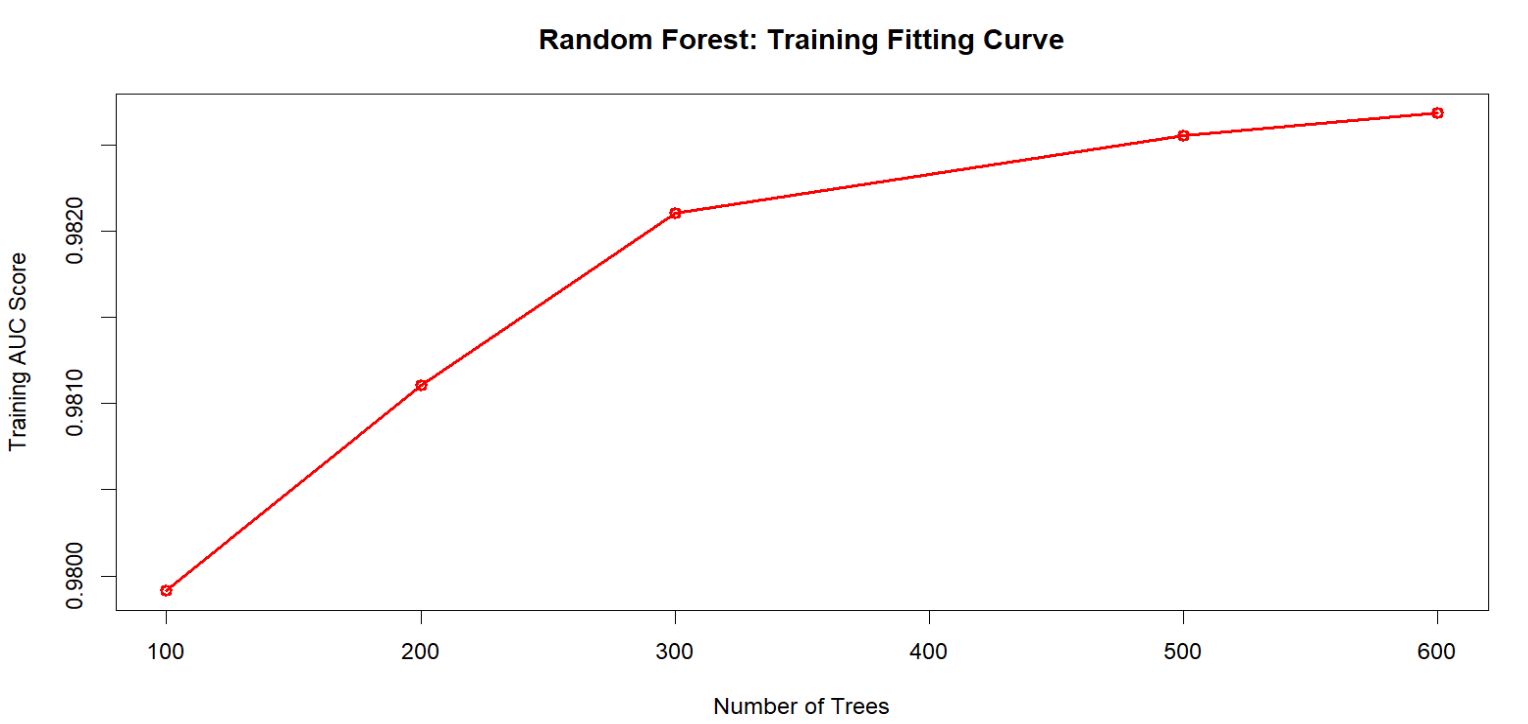 Random Forest: Training Fitting Curve
Training AUC Score
0.9820
0.9810
0.9800
100 200 300 400 500 600
Number of Trees